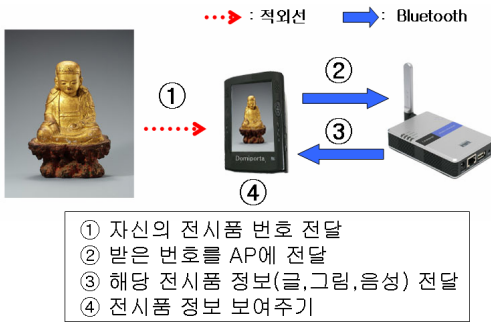 : 적외선 : Bluetooth
① ② ③
Domiporta
④
① 자신의 전시품 번호 전달
② 받은 번호를 AP에 전달
③ 해당 전시품 정보(글,그림,음성) 전달
④ 전시품 정보 보여주기